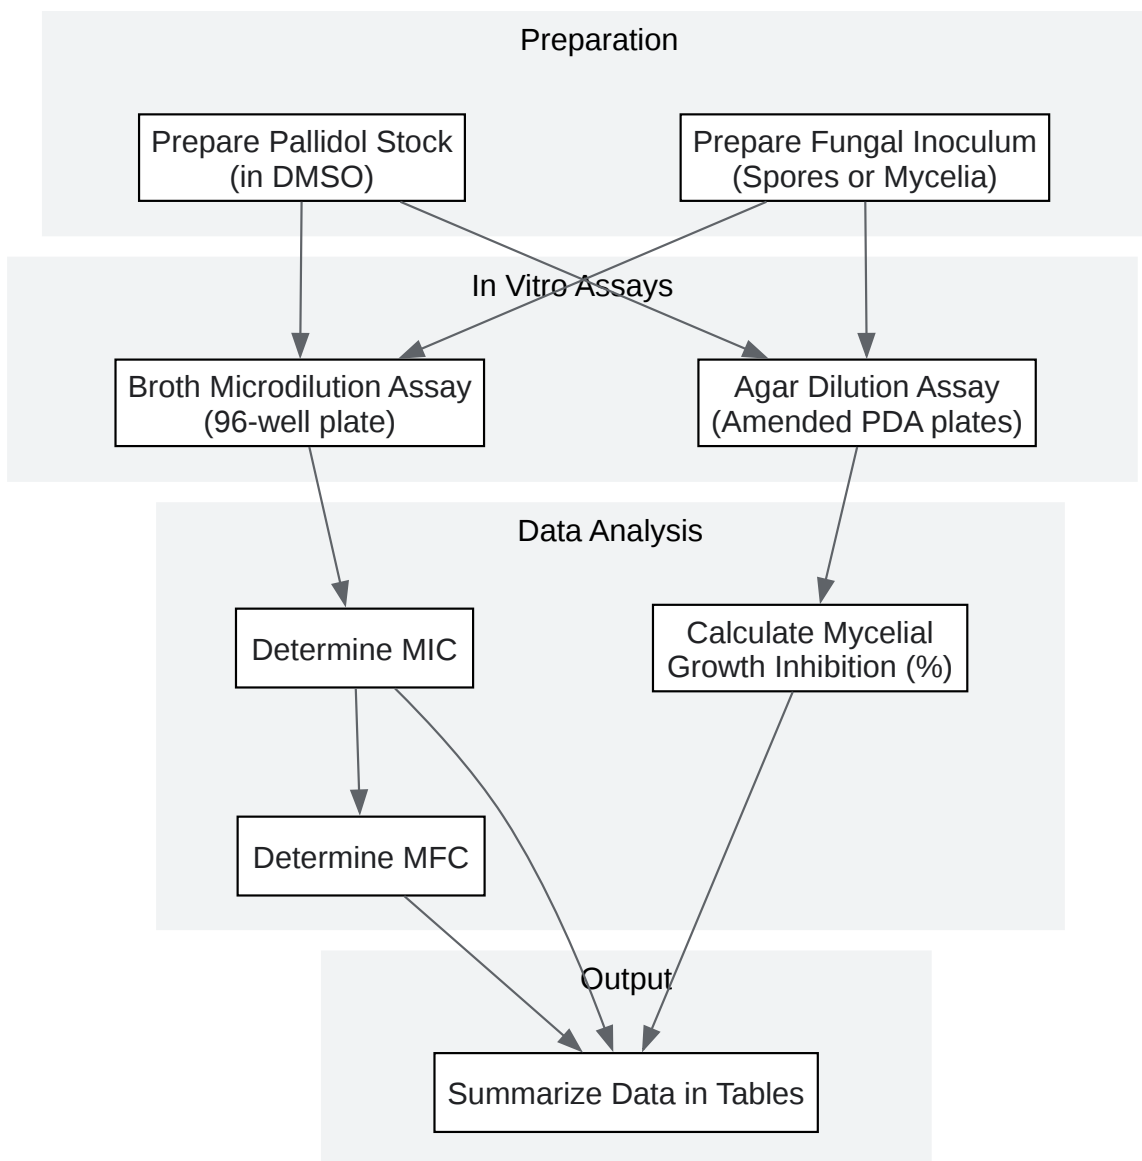 Preparation
Prepare Pallidol Stock
(in DMSO)
Prepare Fungal Inoculum
(Spores or Mycelia)
In Vitro Assays
Broth Microdilution Assay
(96-well plate)
Agar Dilution Assay
(Amended PDA plates)
Data Analysis
Determine MIC
Calculate Mycelial
Growth Inhibition (%)
Determine MFC
Output
Summarize Data in Tables